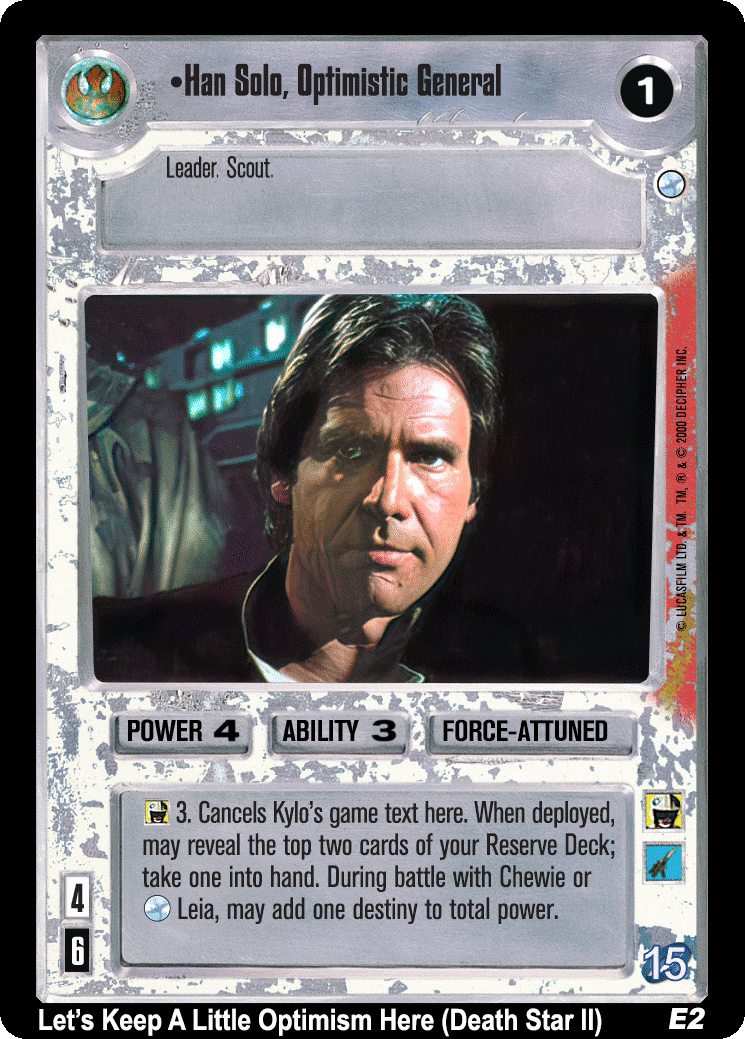 •Han Solo, Optimistic General
1
Leader. Scout.
© LUCASFILM LTD. & TM. TM, ® & © 2000 DECIPHER INC.
POWER 4
ABILITY 3
FORCE-ATTUNED
3. Cancels Kylo's game text here. When deployed,
may reveal the top two cards of your Reserve Deck;
take one into hand. During battle with Chewie or
Leia, may add one destiny to total power.
4
6
15
Let's Keep A Little Optimism Here (Death Star II)
E2